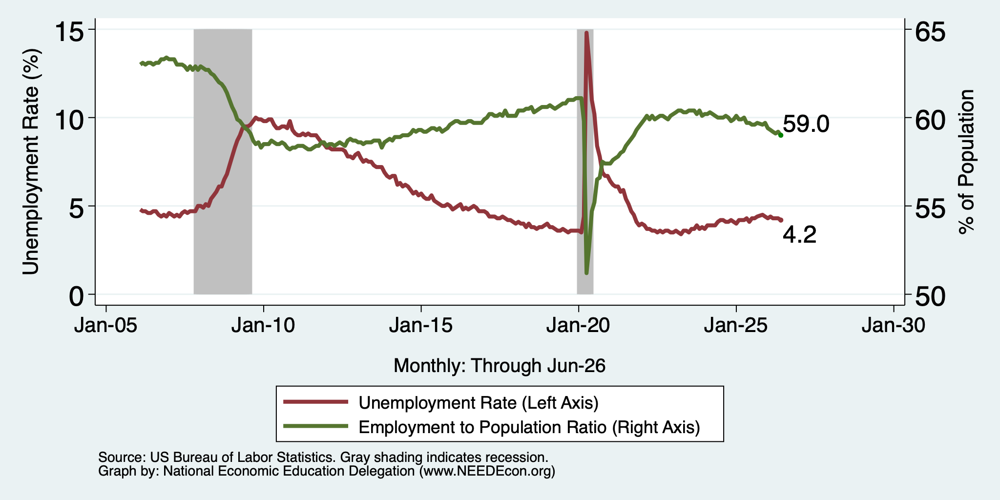 15
10
5
0
Unemployment Rate (%)
65
60
55
50
% of Population
59.0
4.2
Jan-05
Jan-10
Jan-15
Jan-20
Jan-25
Jan-30
Monthly: Through Jun-26
Unemployment Rate (Left Axis)
Employment to Population Ratio (Right Axis)
Source: US Bureau of Labor Statistics. Gray shading indicates recession.
Graph by: National Economic Education Delegation (www.NEEDEcon.org)